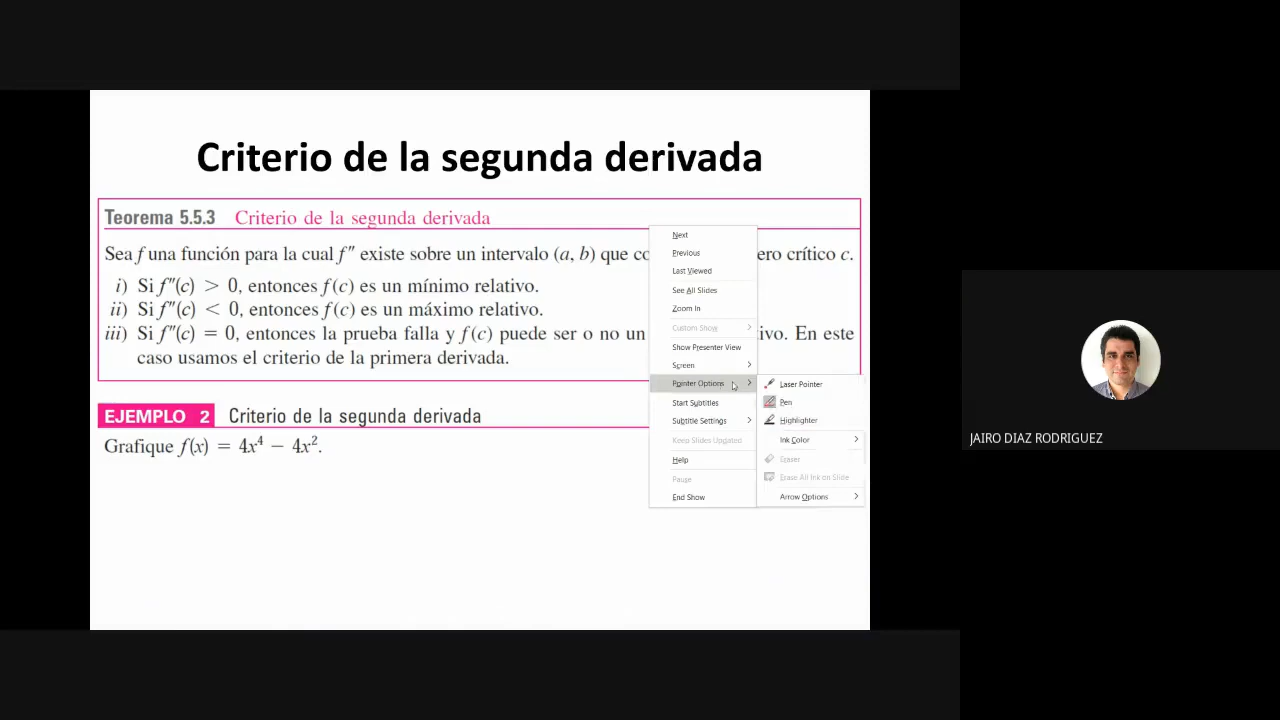 Criterio de la segunda derivada
Teorema 5.5.3 Criterio de la segunda derivada
Sea f una función para la cual f″ existe sobre un intervalo (a, b) que co ero crítico c.
i) Si f″(c) > 0, entonces f(c) es un mínimo relativo.
ii) Si f″(c) < 0, entonces f(c) es un máximo relativo.
iii) Si f″(c) = 0, entonces la prueba falla y f(c) puede ser o no un ivo. En este
caso usamos el criterio de la primera derivada.
EJEMPLO 2 Criterio de la segunda derivada
Grafique f(x) = 4x⁴ − 4x².
Next
Previous
Last Viewed
See All Slides
Zoom In
Custom Show
Show Presenter View
Screen
Pointer Options
Start Subtitles
Subtitle Settings
Keep Slides Updated
Help
Pause
End Show
Laser Pointer
Pen
Highlighter
Ink Color
Eraser
Erase All Ink on Slide
Arrow Options
JAIRO DIAZ RODRIGUEZ